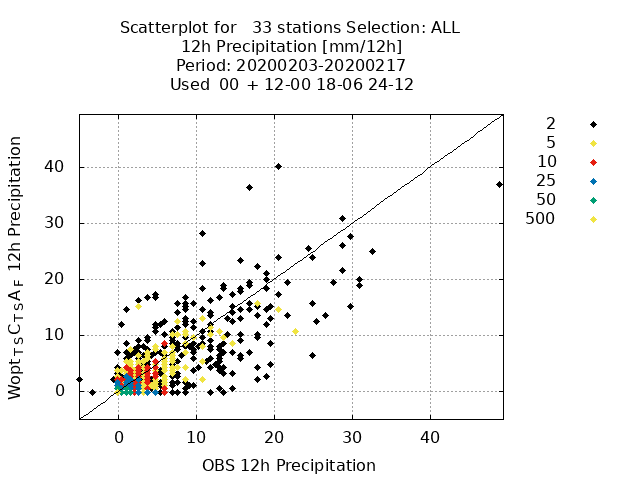 Scatterplot for   33 stations Selection: ALL
12h Precipitation [mm/12h]
Period: 20200203-20200217
Used  00 + 12-00 18-06 24-12
2
5
10
25
50
500
40
30
20
10
0
Wopt T S C T S A F 12h Precipitation
0 10 20 30 40
OBS 12h Precipitation